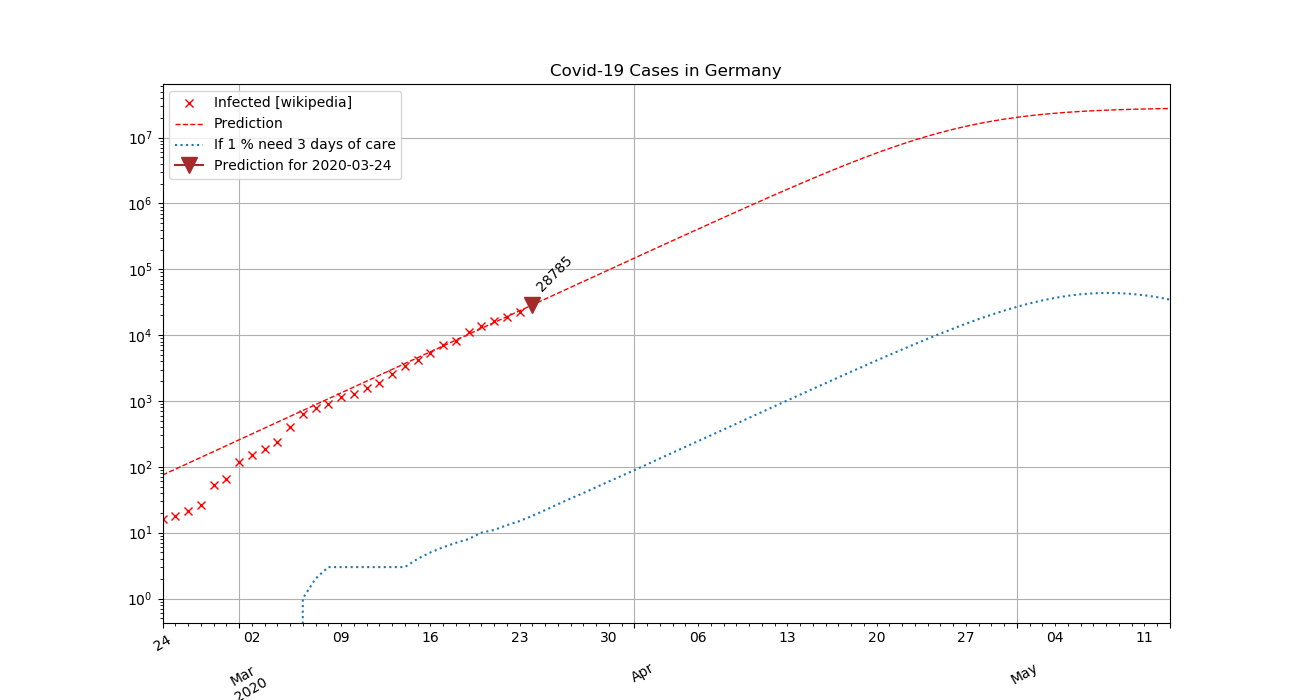 Covid-19 Cases in Germany
Infected [wikipedia]
Prediction
If 1 % need 3 days of care
Prediction for 2020-03-24
10⁷
10⁶
10⁵
10⁴
10³
10²
10¹
10⁰
28785
24 02 09 16 23 30 06 13 20 27 04 11
Mar Apr May
2020